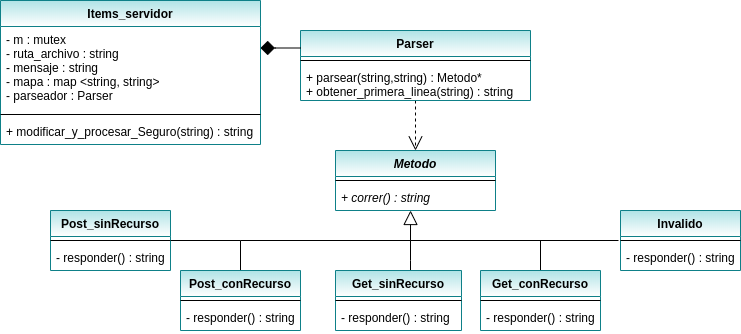 Items_servidor
- m : mutex
- ruta_archivo : string
- mensaje : string
- mapa : map <string, string>
- parseador : Parser
+ modificar_y_procesar_Seguro(string) : string
Parser
+ parsear(string,string) : Metodo*
+ obtener_primera_linea(string) : string
Metodo
+ correr() : string
Post_sinRecurso
- responder() : string
Invalido
- responder() : string
Post_conRecurso
- responder() : string
Get_sinRecurso
- responder() : string
Get_conRecurso
- responder() : string